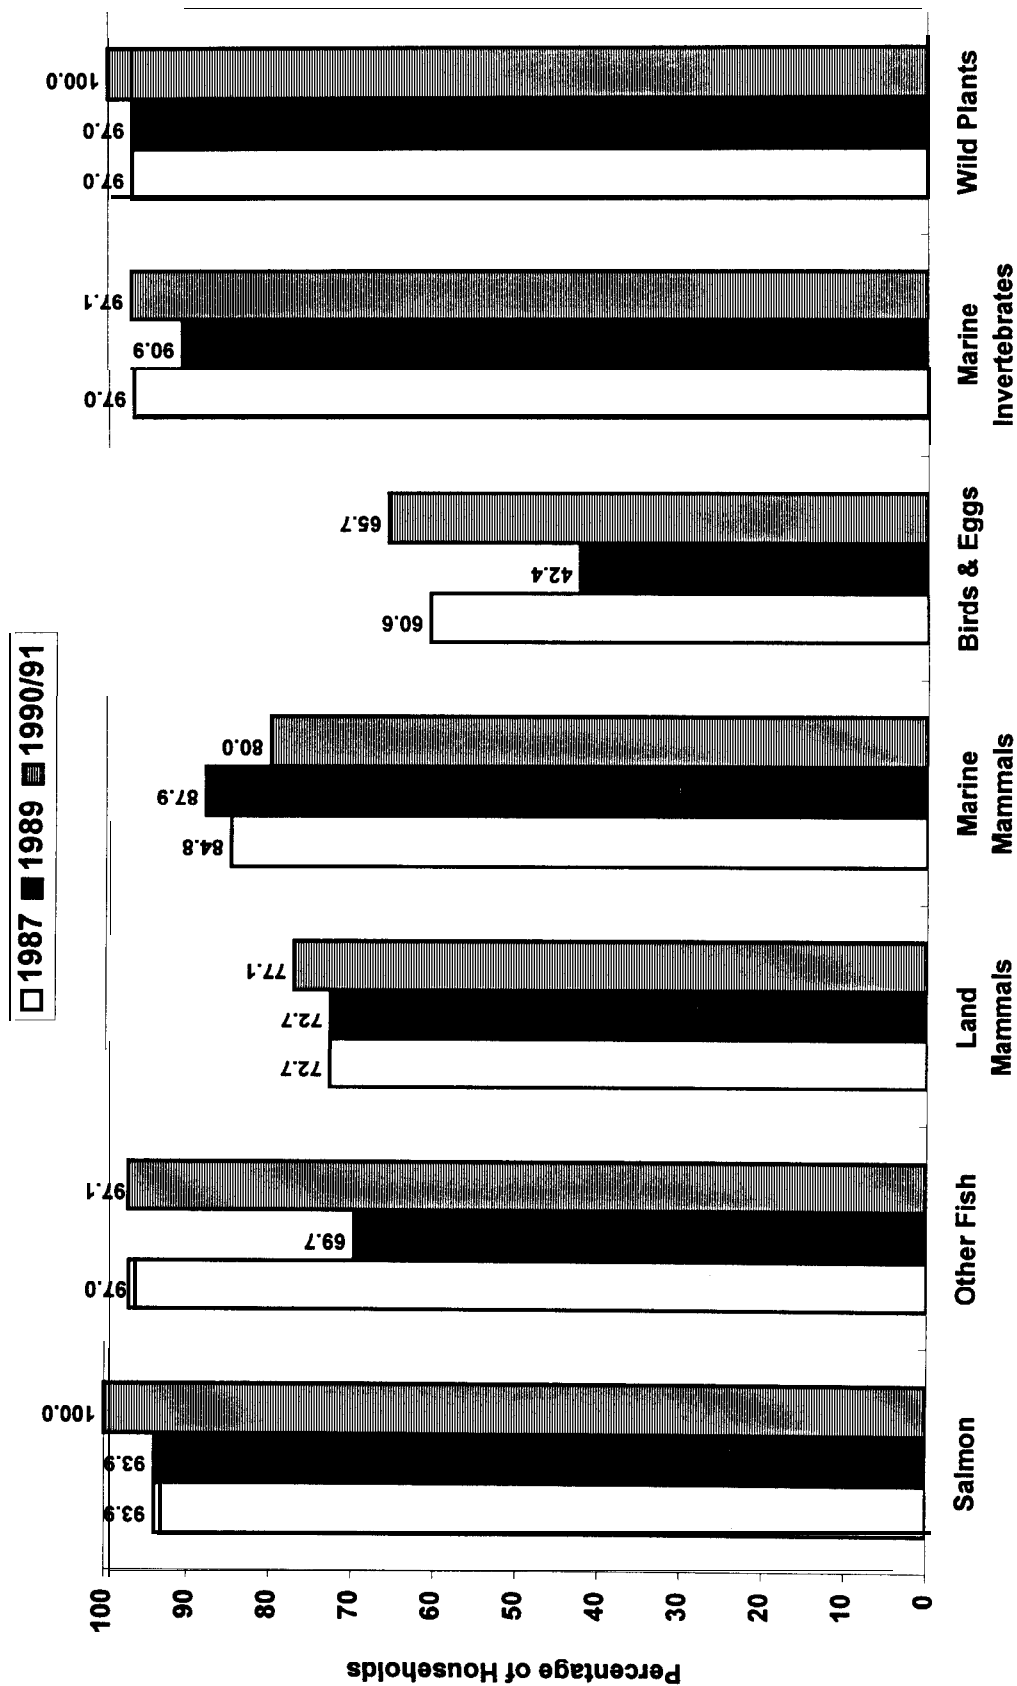 1987 1989 1990/91
Percentage of Households
100
90
80
70
60
50
40
30
20
10
0
93.9
93.9
100.0
97.0
69.7
97.1
72.7
72.7
77.1
84.8
87.9
80.0
60.6
42.4
65.7
97.0
90.9
97.1
97.0
97.0
100.0
Salmon
Other Fish
Land
Mammals
Marine
Mammals
Birds & Eggs
Marine
Invertebrates
Wild Plants